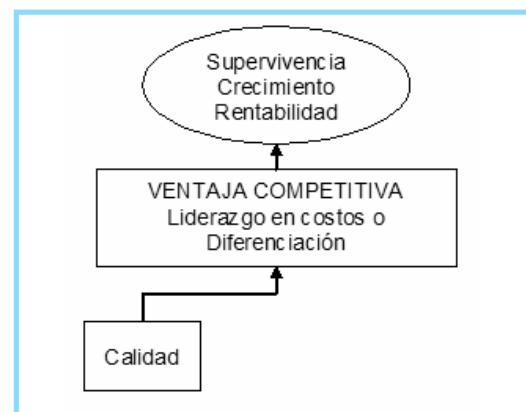 Supervivencia
Crecimiento
Rentabilidad
VENTAJA COMPETITIVA
Liderazgo en costos o
Diferenciación
Calidad